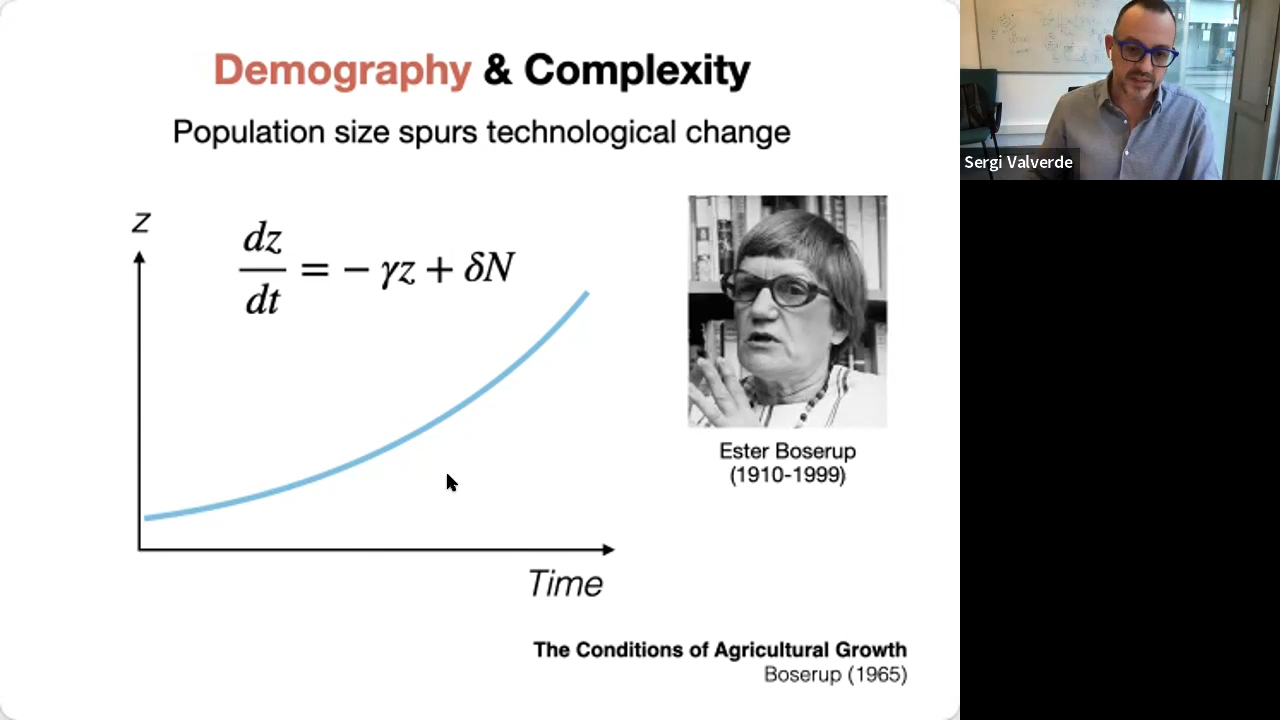 Demography & Complexity
Population size spurs technological change
z
dz/dt = − γz + δN
Time
Ester Boserup
(1910-1999)
The Conditions of Agricultural Growth
Boserup (1965)
Sergi Valverde